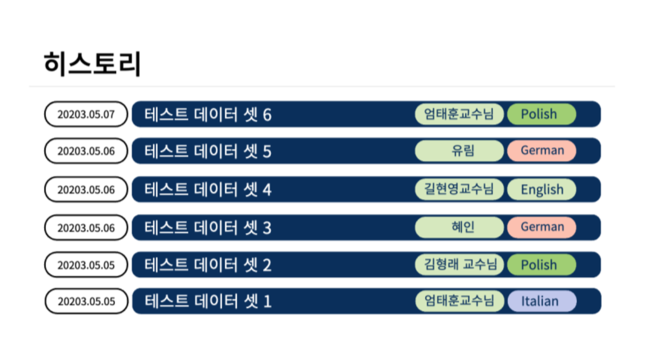 히스토리
20203.05.07 테스트 데이터 셋 6 엄태훈교수님 Polish
20203.05.06 테스트 데이터 셋 5 유림 German
20203.05.06 테스트 데이터 셋 4 길현영교수님 English
20203.05.06 테스트 데이터 셋 3 혜인 German
20203.05.05 테스트 데이터 셋 2 김형래 교수님 Polish
20203.05.05 테스트 데이터 셋 1 엄태훈교수님 Italian